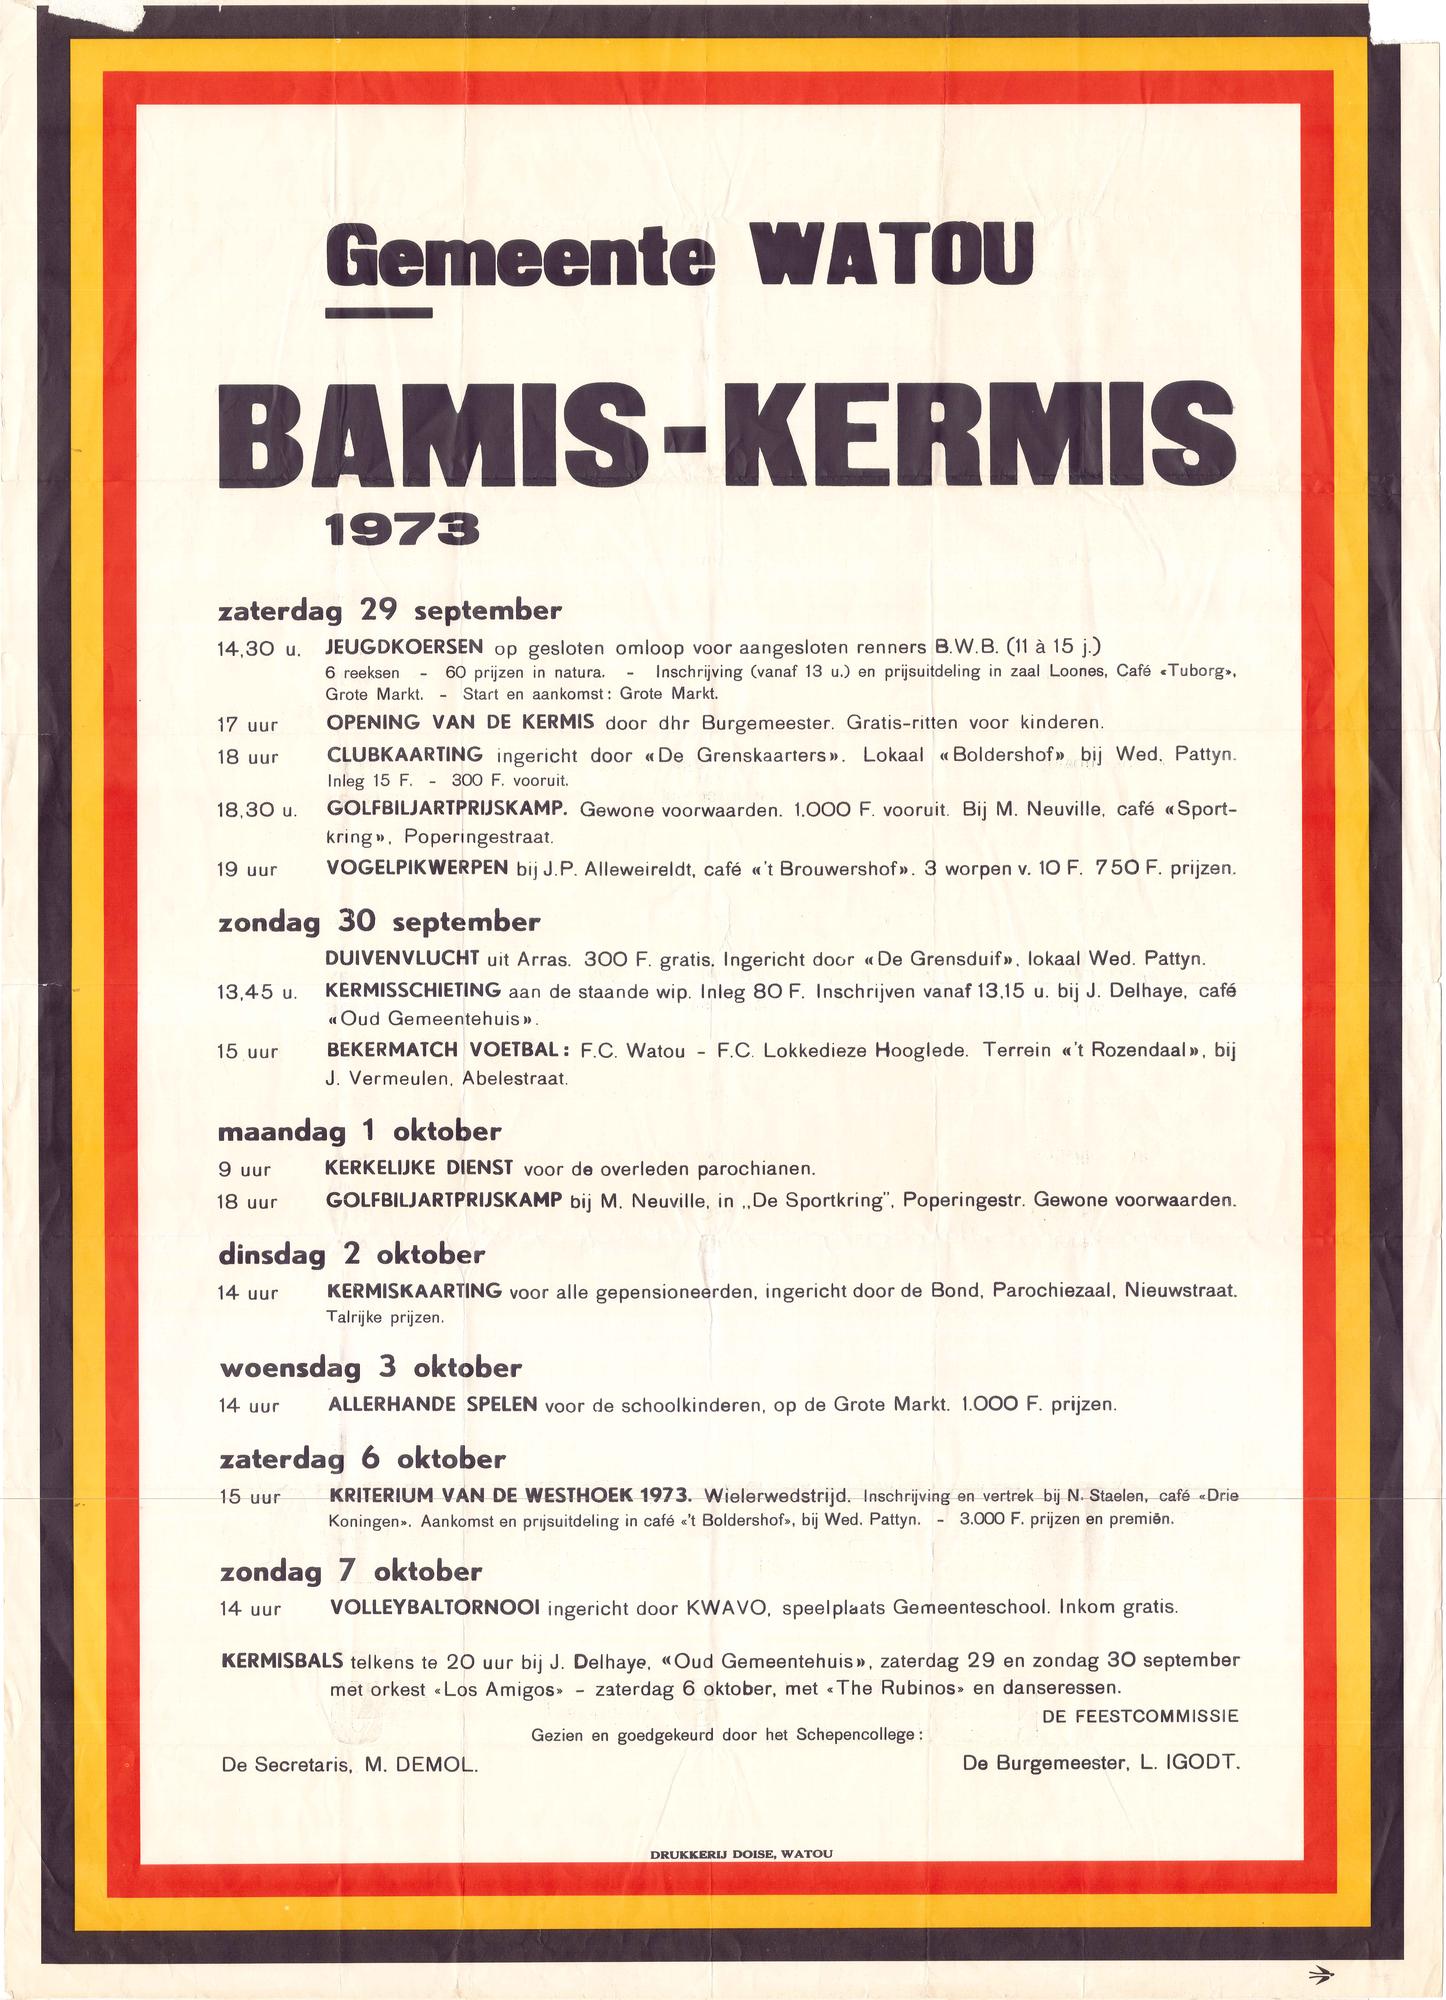 Gemeente WATOU
BAMIS-KERMIS
1973
zaterdag 29 september
14,30 u. JEUGDKOERSEN op gesloten omloop voor aangesloten renners B.W.B. (11 à 15 j.)
6 reeksen - 60 prijzen in natura. - Inschrijving (vanaf 13 u.) en prijsuitdeling in zaal Loones, Café «Tuborg»,
Grote Markt. - Start en aankomst: Grote Markt.
17 uur OPENING VAN DE KERMIS door dhr Burgemeester. Gratis-ritten voor kinderen.
18 uur CLUBKAARTING ingericht door «De Grenskaarters». Lokaal «Boldershof» bij Wed. Pattyn.
Inleg 15 F. - 300 F. vooruit.
18,30 u. GOLFBILJARTPRIJSKAMP. Gewone voorwaarden. 1.000 F. vooruit. Bij M. Neuville, café «Sport-
kring», Poperingestraat.
19 uur VOGELPIKWERPEN bij J.P. Alleweireldt, café «'t Brouwershof». 3 worpen v. 10 F. 750 F. prijzen.
zondag 30 september
DUIVENVLUCHT uit Arras. 300 F. gratis. Ingericht door «De Grensduif», lokaal Wed. Pattyn.
13,45 u. KERMISSCHIETING aan de staande wip. Inleg 80 F. Inschrijven vanaf 13,15 u. bij J. Delhaye, café
«Oud Gemeentehuis».
15 uur BEKERMATCH VOETBAL: F.C. Watou - F.C. Lokkedieze Hooglede. Terrein «'t Rozendaal», bij
J. Vermeulen, Abelestraat.
maandag 1 oktober
9 uur KERKELIJKE DIENST voor de overleden parochianen.
18 uur GOLFBILJARTPRIJSKAMP bij M. Neuville, in „De Sportkring”, Poperingestr. Gewone voorwaarden.
dinsdag 2 oktober
14 uur KERMISKAARTING voor alle gepensioneerden, ingericht door de Bond, Parochiezaal, Nieuwstraat.
Talrijke prijzen.
woensdag 3 oktober
14 uur ALLERHANDE SPELEN voor de schoolkinderen, op de Grote Markt. 1.000 F. prijzen.
zaterdag 6 oktober
15 uur KRITERIUM VAN DE WESTHOEK 1973. Wielerwedstrijd. Inschrijving en vertrek bij N. Staelen, café «Drie
Koningen». Aankomst en prijsuitdeling in café «'t Boldershof», bij Wed. Pattyn. - 3.000 F. prijzen en premiën.
zondag 7 oktober
14 uur VOLLEYBALTORNOOI ingericht door KWAVO, speelplaats Gemeenteschool. Inkom gratis.
KERMISBALS telkens te 20 uur bij J. Delhaye, «Oud Gemeentehuis», zaterdag 29 en zondag 30 september
met orkest «Los Amigos» - zaterdag 6 oktober, met «The Rubinos» en danseressen.
DE FEESTCOMMISSIE
Gezien en goedgekeurd door het Schepencollege:
De Secretaris, M. DEMOL. De Burgemeester, L. IGODT.
DRUKKERIJ DOISE, WATOU